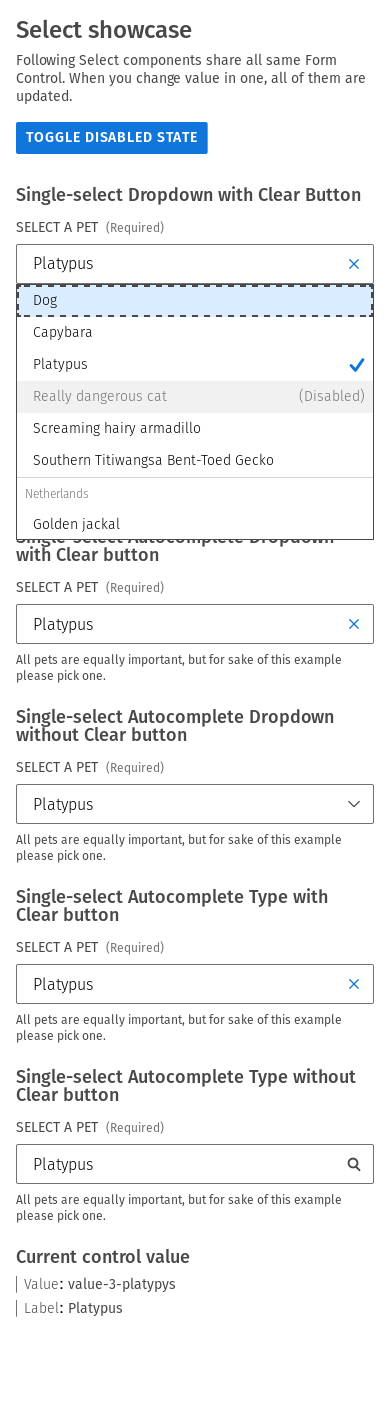 Select showcase
Following Select components share all same Form
Control. When you change value in one, all of them are
updated.
TOGGLE DISABLED STATE
Single-select Dropdown with Clear Button
SELECT A PET (Required)
Platypus
Dog
Capybara
Platypus
Really dangerous cat (Disabled)
Screaming hairy armadillo
Southern Titiwangsa Bent-Toed Gecko
Netherlands
Golden jackal
Single-select Autocomplete Dropdown
with Clear button
SELECT A PET (Required)
Platypus
All pets are equally important, but for sake of this example
please pick one.
Single-select Autocomplete Dropdown
without Clear button
SELECT A PET (Required)
Platypus
All pets are equally important, but for sake of this example
please pick one.
Single-select Autocomplete Type with
Clear button
SELECT A PET (Required)
Platypus
All pets are equally important, but for sake of this example
please pick one.
Single-select Autocomplete Type without
Clear button
SELECT A PET (Required)
Platypus
All pets are equally important, but for sake of this example
please pick one.
Current control value
Value: value-3-platypys
Label: Platypus